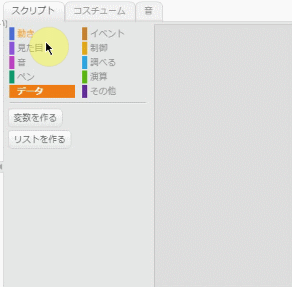 スクリプト コスチューム 音
動き イベント
見た目 制御
音 調べる
ペン 演算
データ その他
変数を作る
リストを作る